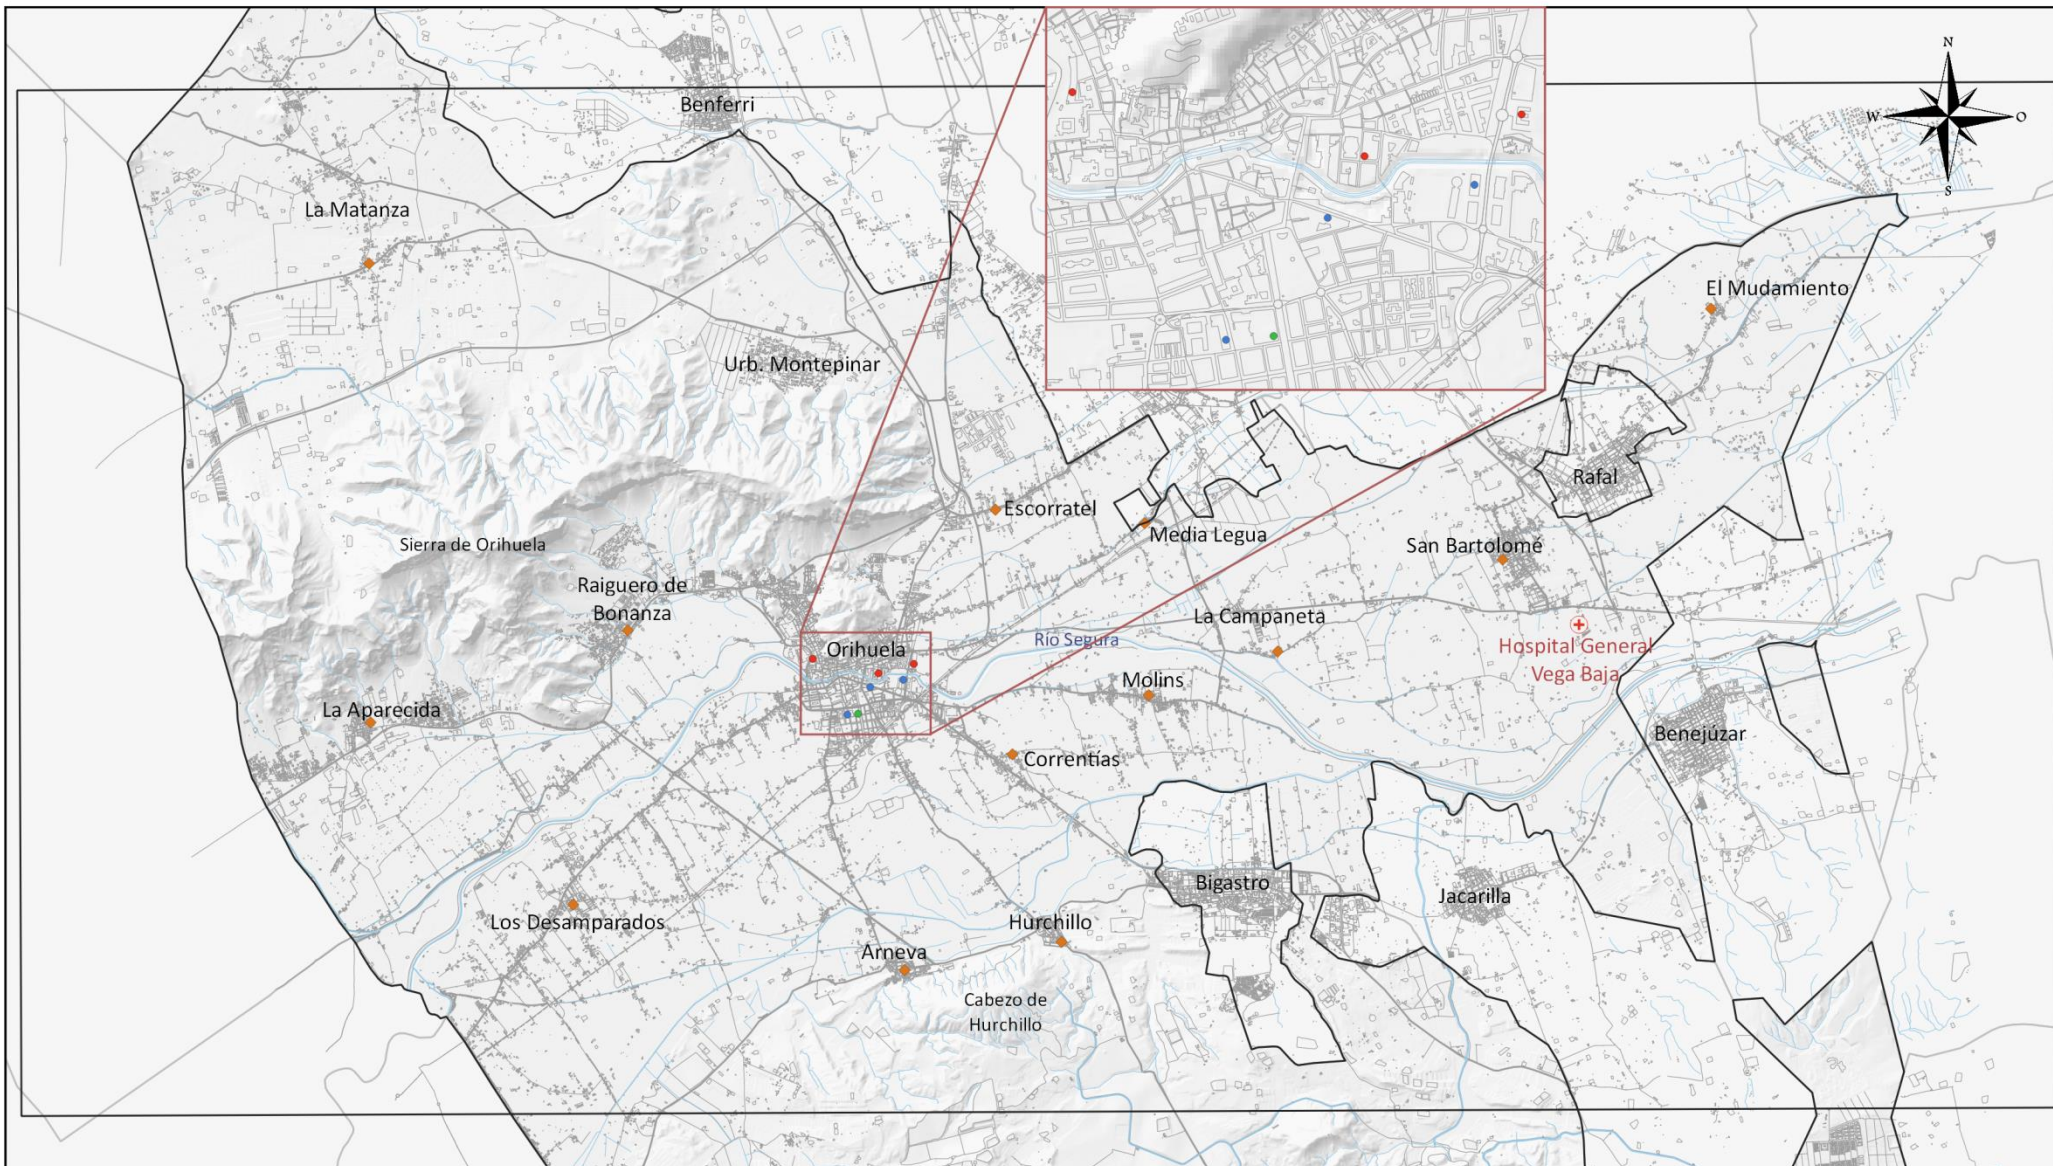 N
W
O
S
Benferri
La Matanza
El Mudamiento
Urb. Montepinar
Rafal
Escorratel
Media Legua
San Bartolomé
Sierra de Orihuela
Raiguero de
Bonanza
La Campaneta
Río Segura
Orihuela
Hospital General
Vega Baja
Molins
La Aparecida
Benejúzar
Correntías
Bigastro
Jacarilla
Los Desamparados
Hurchillo
Arneva
Cabezo de
Hurchillo